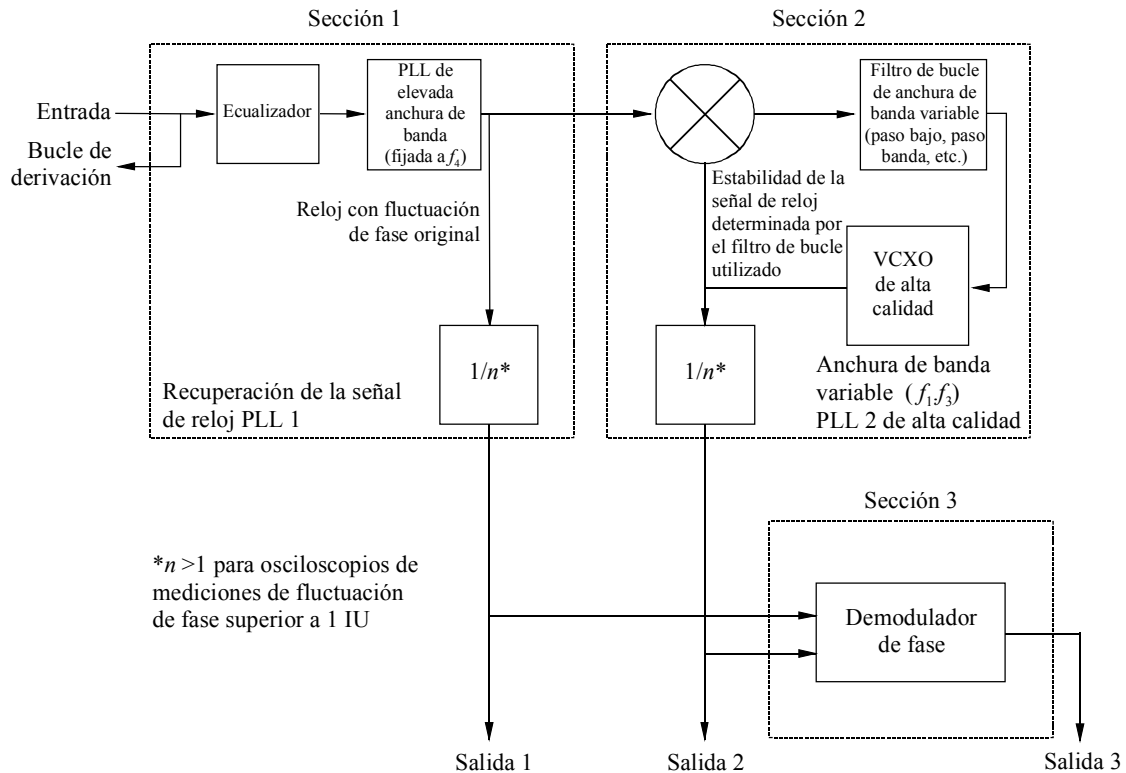 Sección 1
Sección 2
Entrada
Bucle de
derivación
Ecualizador
PLL de
elevada
anchura de
banda
(fijada a f4)
Filtro de bucle
de anchura de
banda variable
(paso bajo, paso
banda, etc.)
Reloj con fluctuación
de fase original
Estabilidad de la
señal de reloj
determinada por
el filtro de bucle
utilizado
VCXO
de alta
calidad
1/n*
1/n*
Recuperación de la señal
de reloj PLL 1
Anchura de banda
variable (f1.f3)
PLL 2 de alta calidad
Sección 3
*n >1 para osciloscopios de
mediciones de fluctuación
de fase superior a 1 IU
Demodulador
de fase
Salida 1
Salida 2
Salida 3